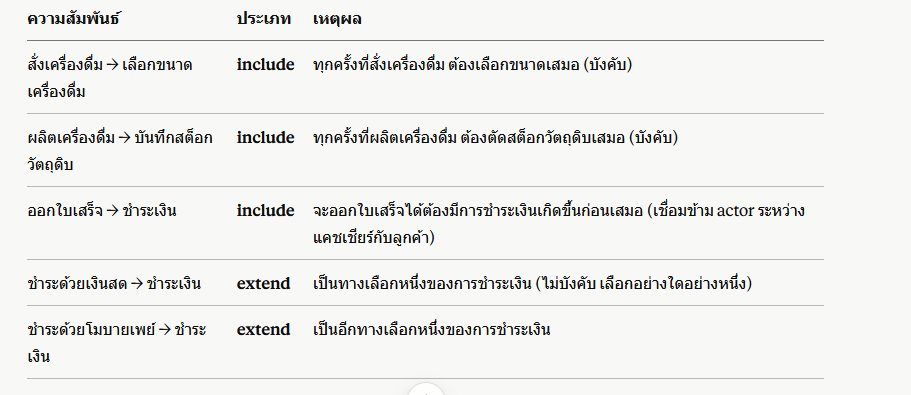 ความสัมพันธ์ ประเภท เหตุผล
สั่งเครื่องดื่ม → เลือกขนาด include ทุกครั้งที่สั่งเครื่องดื่ม ต้องเลือกขนาดเสมอ (บังคับ)
เครื่องดื่ม
ผลิตเครื่องดื่ม → บันทึกสต็อก include ทุกครั้งที่ผลิตเครื่องดื่ม ต้องตัดสต็อกวัตถุดิบเสมอ (บังคับ)
วัตถุดิบ
ออกใบเสร็จ → ชำระเงิน include จะออกใบเสร็จได้ต้องมีการชำระเงินเกิดขึ้นก่อนเสมอ (เชื่อมข้าม actor ระหว่าง
แคชเชียร์กับลูกค้า)
ชำระด้วยเงินสด → ชำระเงิน extend เป็นทางเลือกหนึ่งของการชำระเงิน (ไม่บังคับ เลือกอย่างใดอย่างหนึ่ง)
ชำระด้วยโมบายเพย์ → ชำระ extend เป็นอีกทางเลือกหนึ่งของการชำระเงิน
เงิน